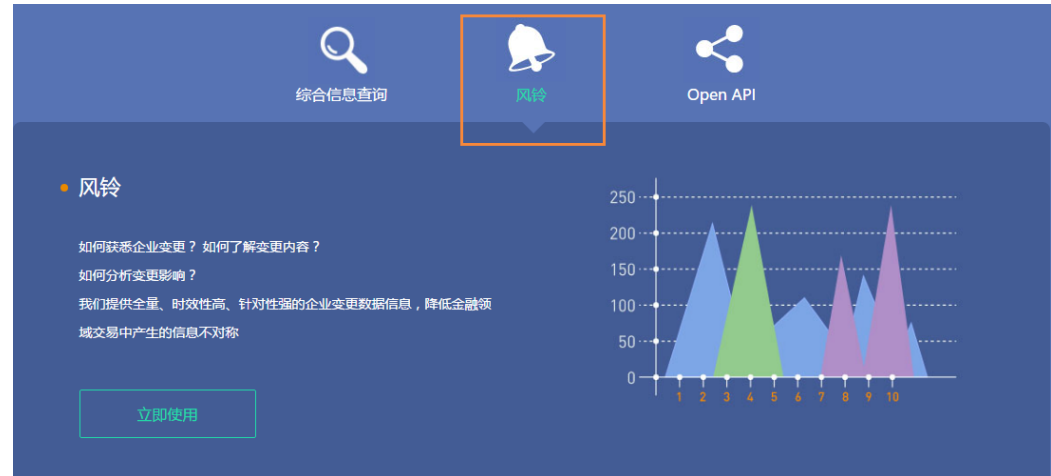 综合信息查询
风铃
Open API
风铃
如何获悉企业变更？ 如何了解变更内容？
如何分析变更影响？
我们提供全量、时效性高、针对性强的企业变更数据信息，降低金融领
域交易中产生的信息不对称
立即使用
250
200
150
100
50
0
1 2 3 4 5 6 7 8 9 10